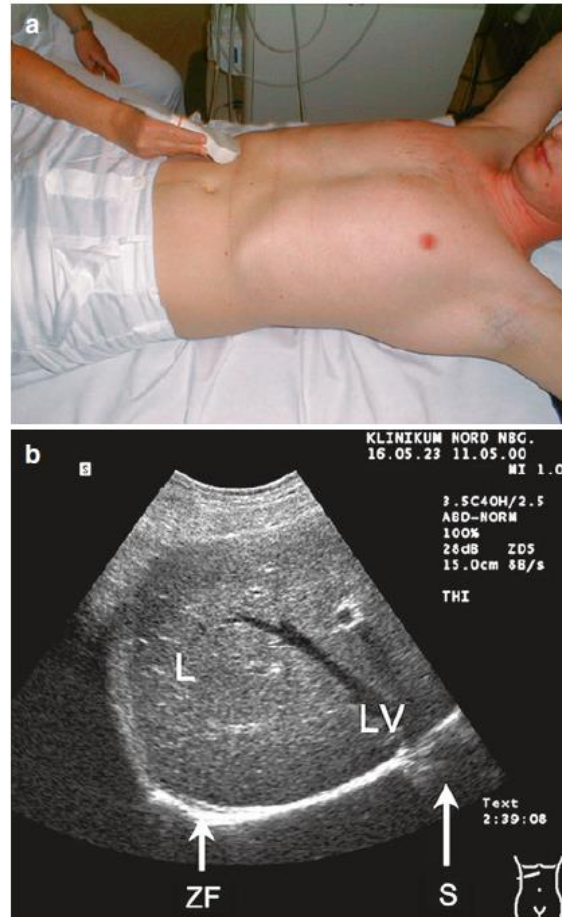 a
b
S
KLINIKUM NORD NBG.
16.05.23 11.05.00
MI 1.0
3.5C40H/2.5
ABD-NORM
100%
28dB ZD5
15.0cm 8B/s
THI
L
LV
Text
2:39:08
ZF
S